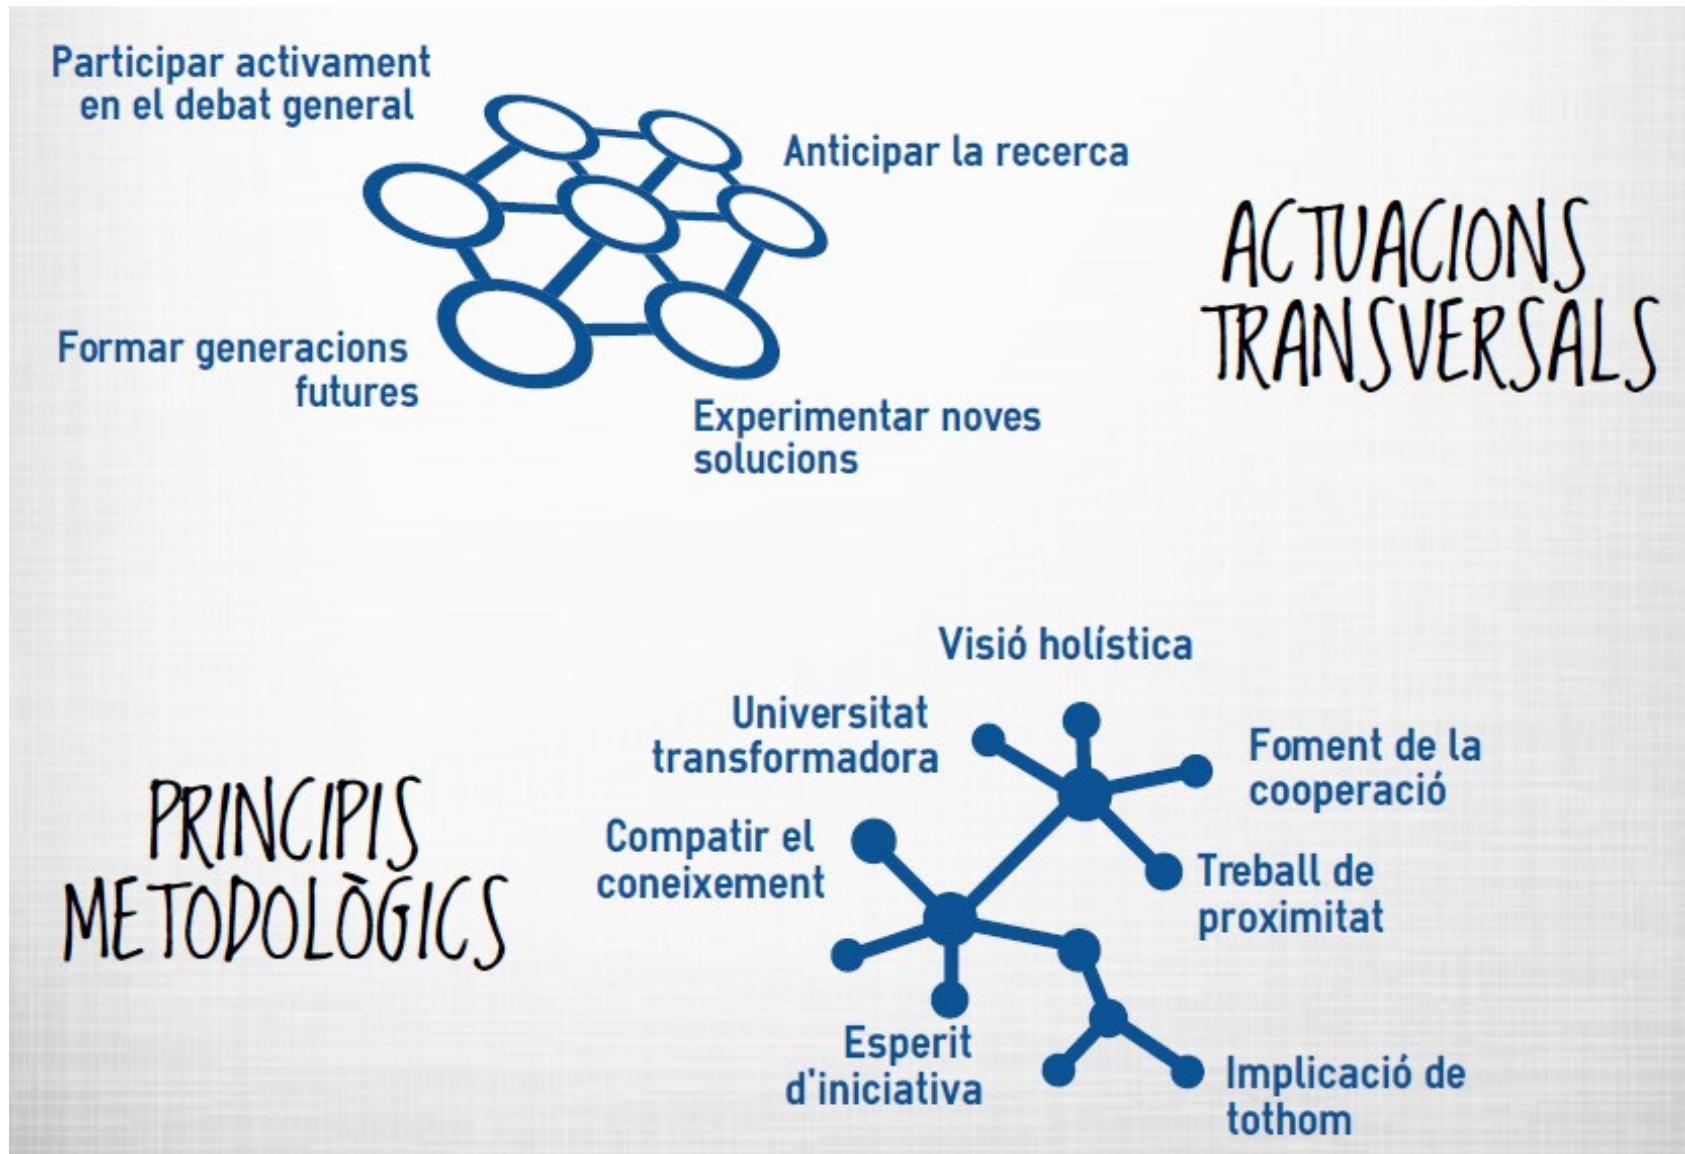 Participar activament
en el debat general
Anticipar la recerca
ACTUACIONS
TRANSVERSALS
Formar generacions
futures
Experimentar noves
solucions
Visió holística
Universitat
transformadora
Foment de la
cooperació
PRINCIPIS
METODOLÒGICS
Compatir el
coneixement
Treball de
proximitat
Esperit
d'iniciativa
Implicació de
tothom